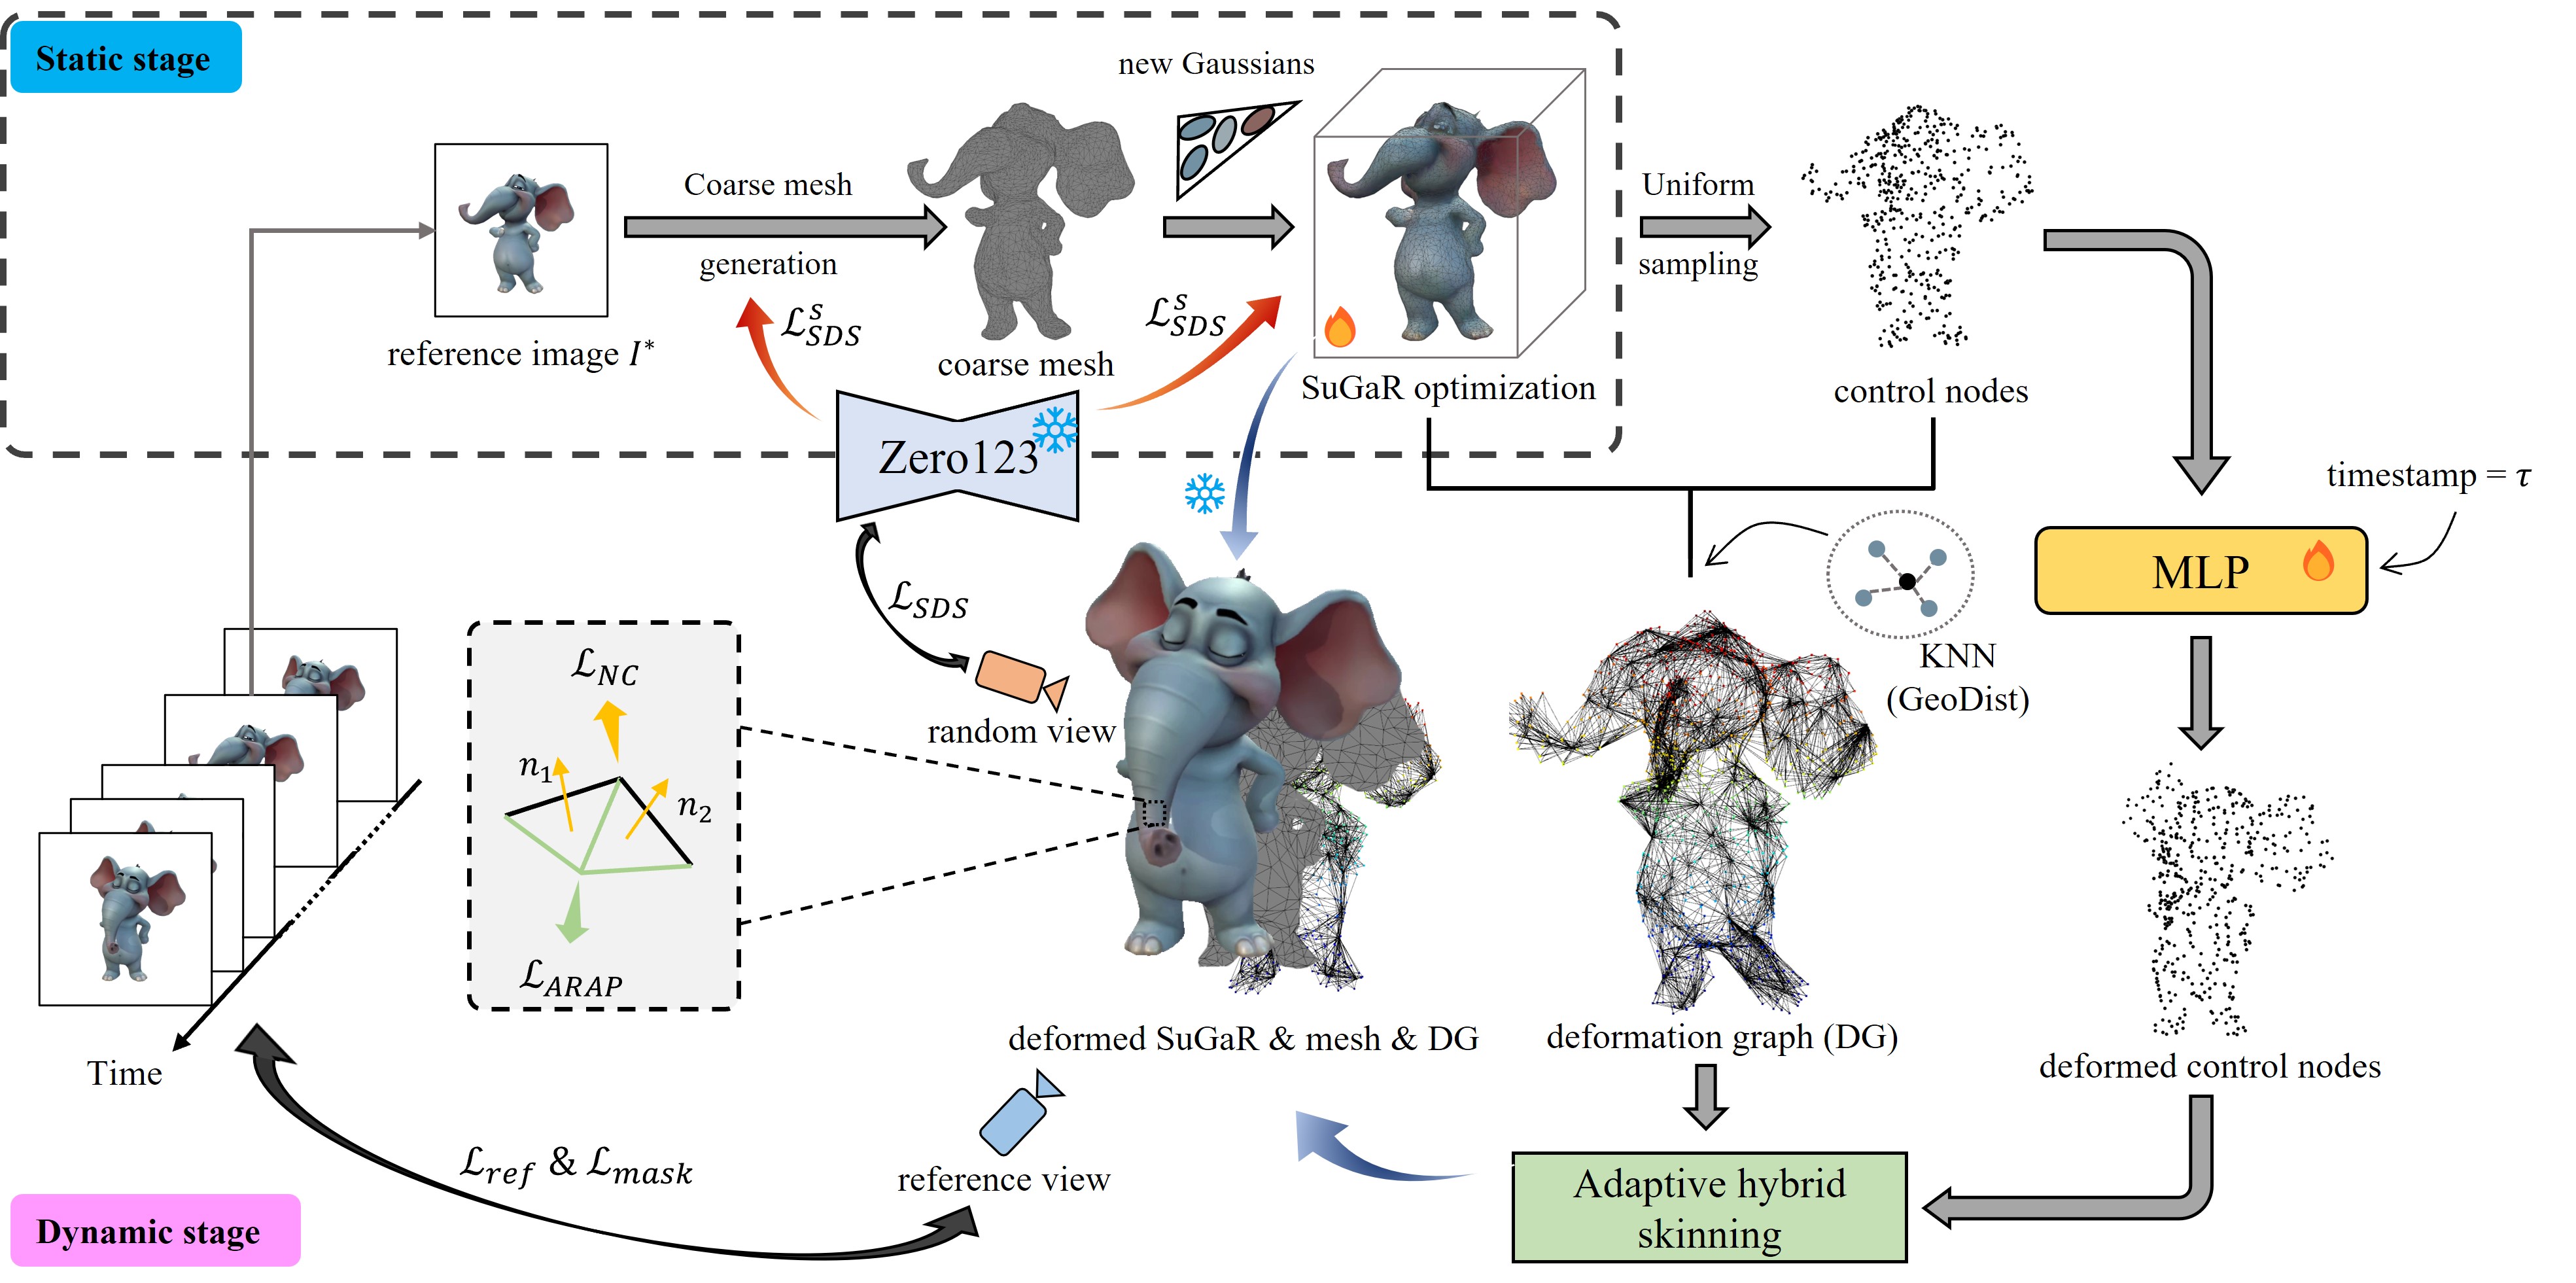 Static stage
new Gaussians
Coarse mesh
generation
Uniform
sampling
$\mathcal{L}_{SDS}^{s}$
$\mathcal{L}_{SDS}^{s}$
reference image $I^*$
coarse mesh
SuGaR optimization
control nodes
Zero123
timestamp = τ
MLP
$\mathcal{L}_{SDS}$
KNN
(GeoDist)
random view
$\mathcal{L}_{NC}$
$n_1$
$n_2$
$\mathcal{L}_{ARAP}$
deformed SuGaR & mesh & DG
deformation graph (DG)
deformed control nodes
Time
$\mathcal{L}_{ref}$ & $\mathcal{L}_{mask}$
reference view
Adaptive hybrid
skinning
Dynamic stage